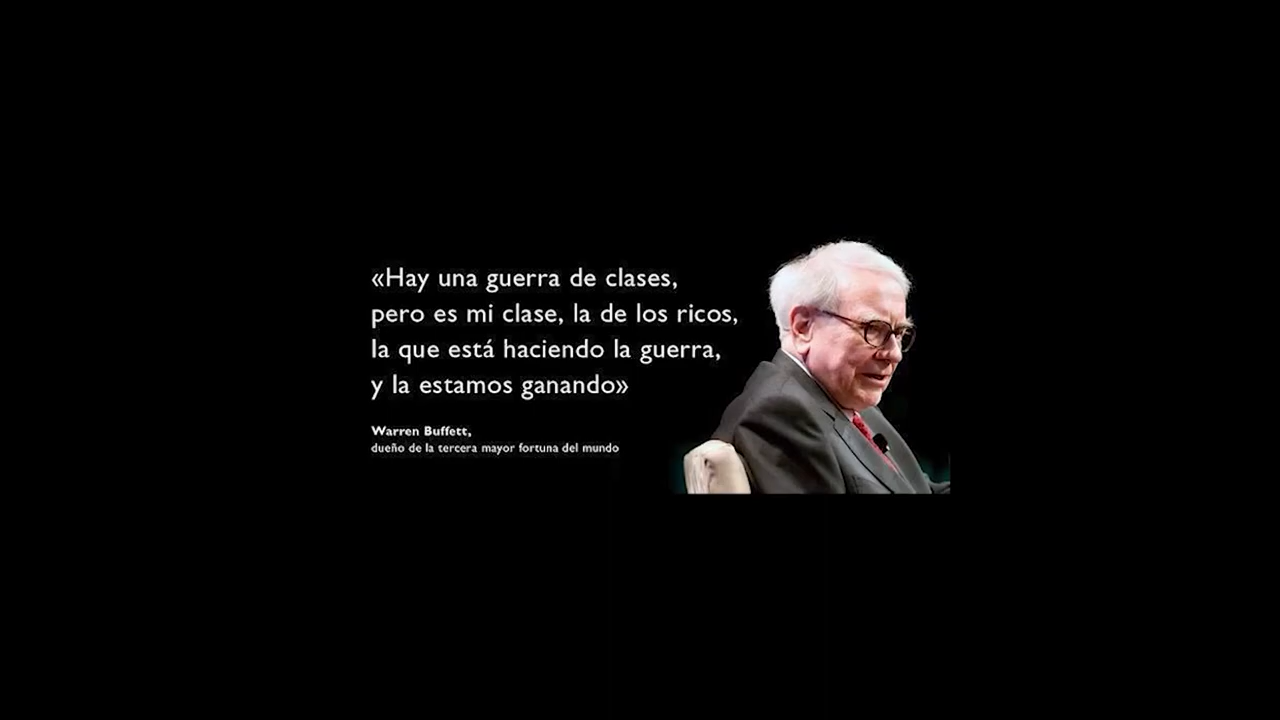 «Hay una guerra de clases,
pero es mi clase, la de los ricos,
la que está haciendo la guerra,
y la estamos ganando»
Warren Buffett,
dueño de la tercera mayor fortuna del mundo